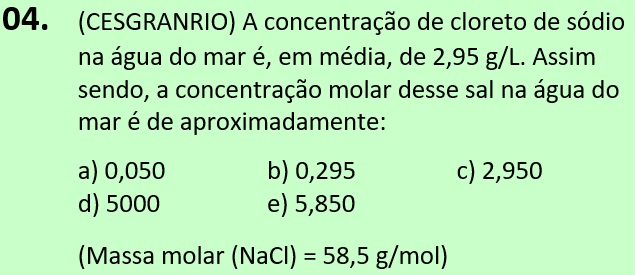 04. (CESGRANRIO) A concentração de cloreto de sódio
na água do mar é, em média, de 2,95 g/L. Assim
sendo, a concentração molar desse sal na água do
mar é de aproximadamente:
a) 0,050 b) 0,295 c) 2,950
d) 5000 e) 5,850
(Massa molar (NaCl) = 58,5 g/mol)